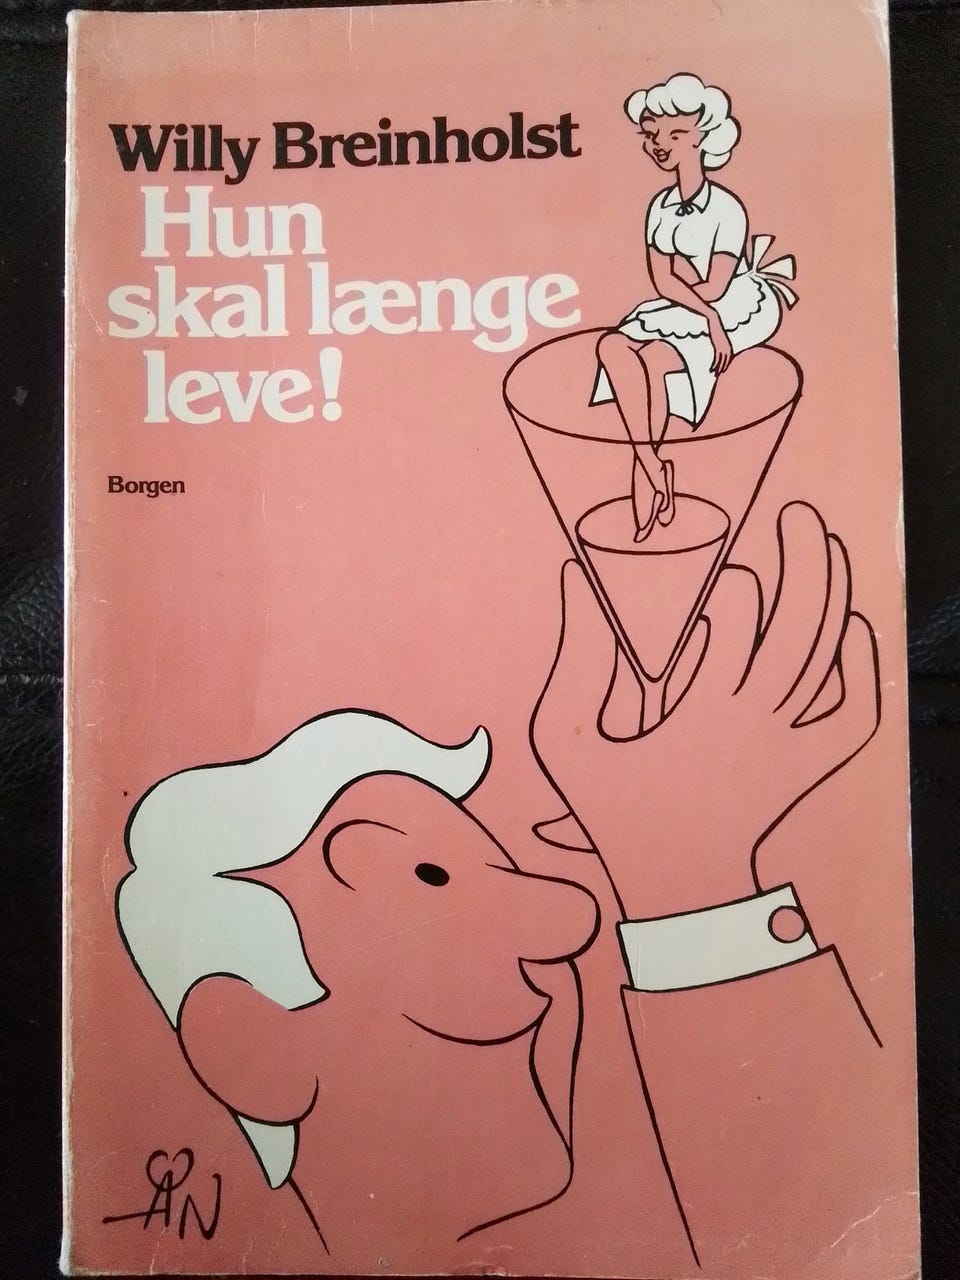 Willy Breinholst
Hun
skal længe
leve!
Borgen